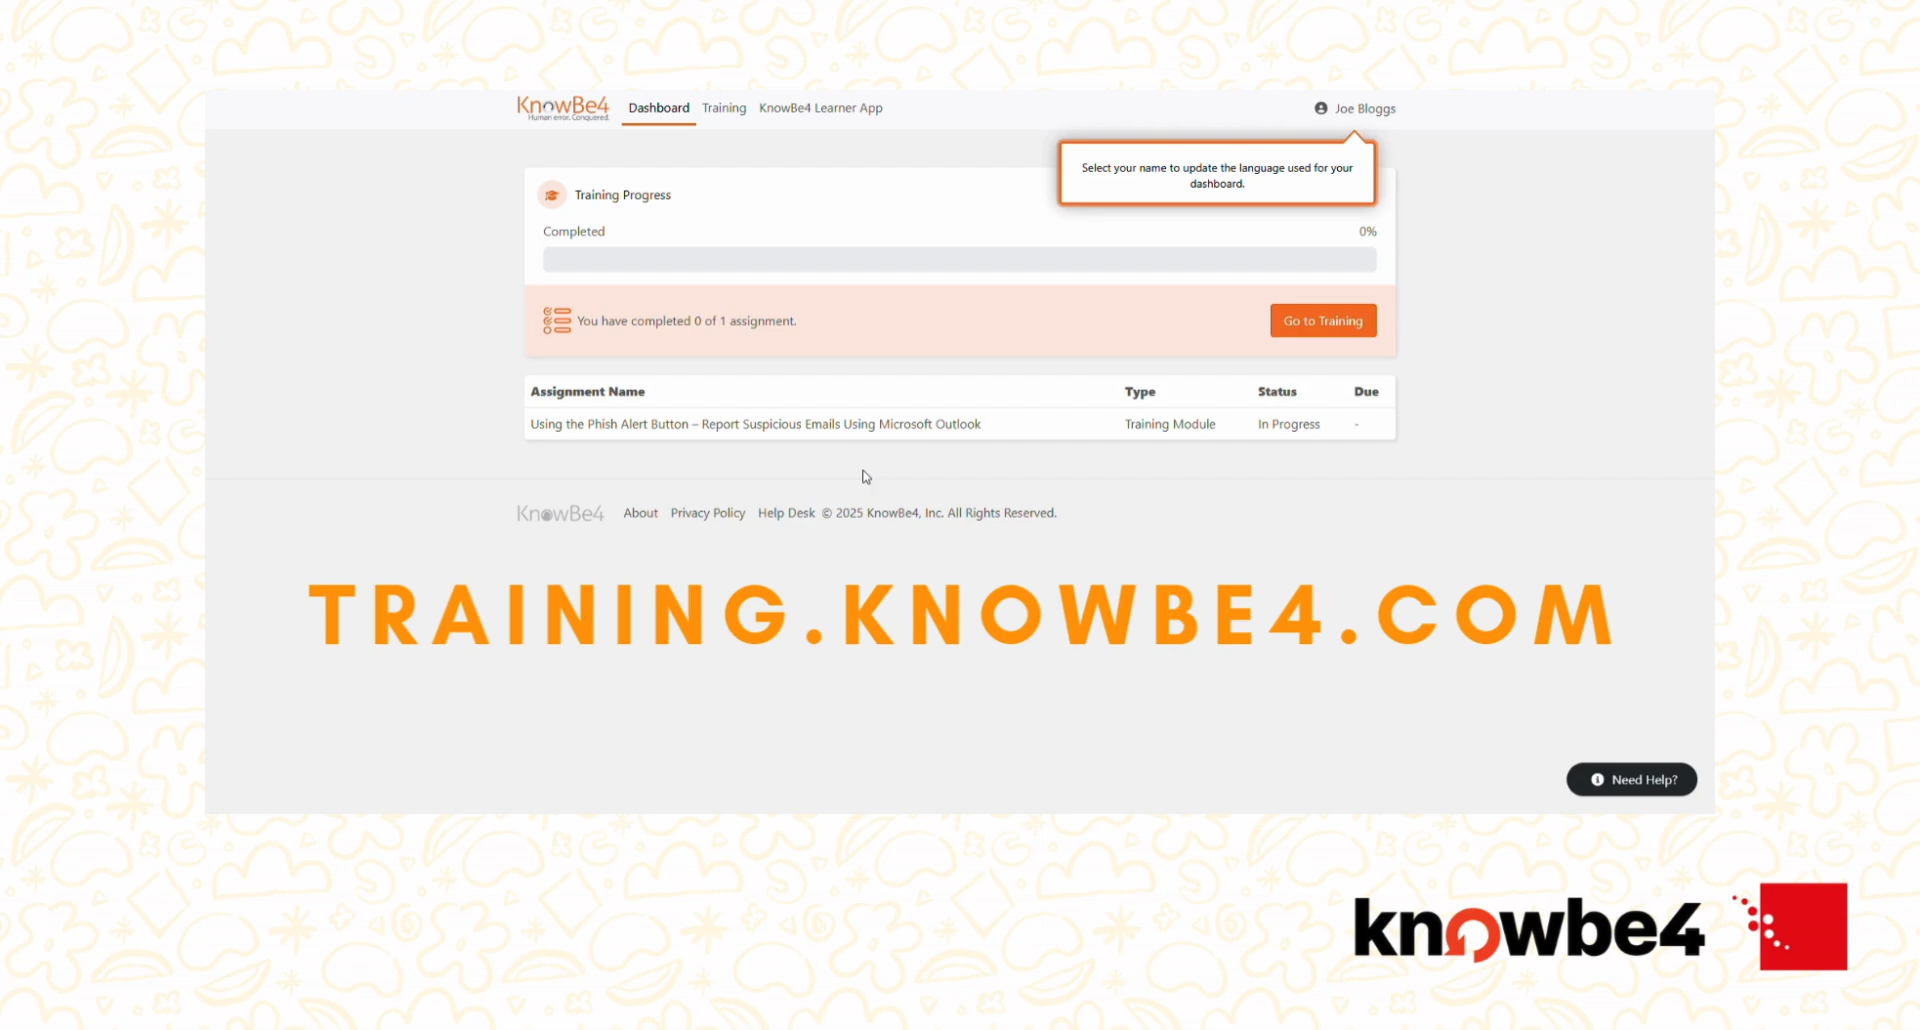 KnowBe4 Dashboard Training KnowBe4 Learner App Joe Bloggs
Human error. Conquered.
Select your name to update the language used for your
dashboard.
Training Progress
Completed 0%
You have completed 0 of 1 assignment. Go to Training
Assignment Name Type Status Due
Using the Phish Alert Button – Report Suspicious Emails Using Microsoft Outlook Training Module In Progress -
KnowBe4 About Privacy Policy Help Desk © 2025 KnowBe4, Inc. All Rights Reserved.
TRAINING.KNOWBE4.COM
Need Help?
knowbe4